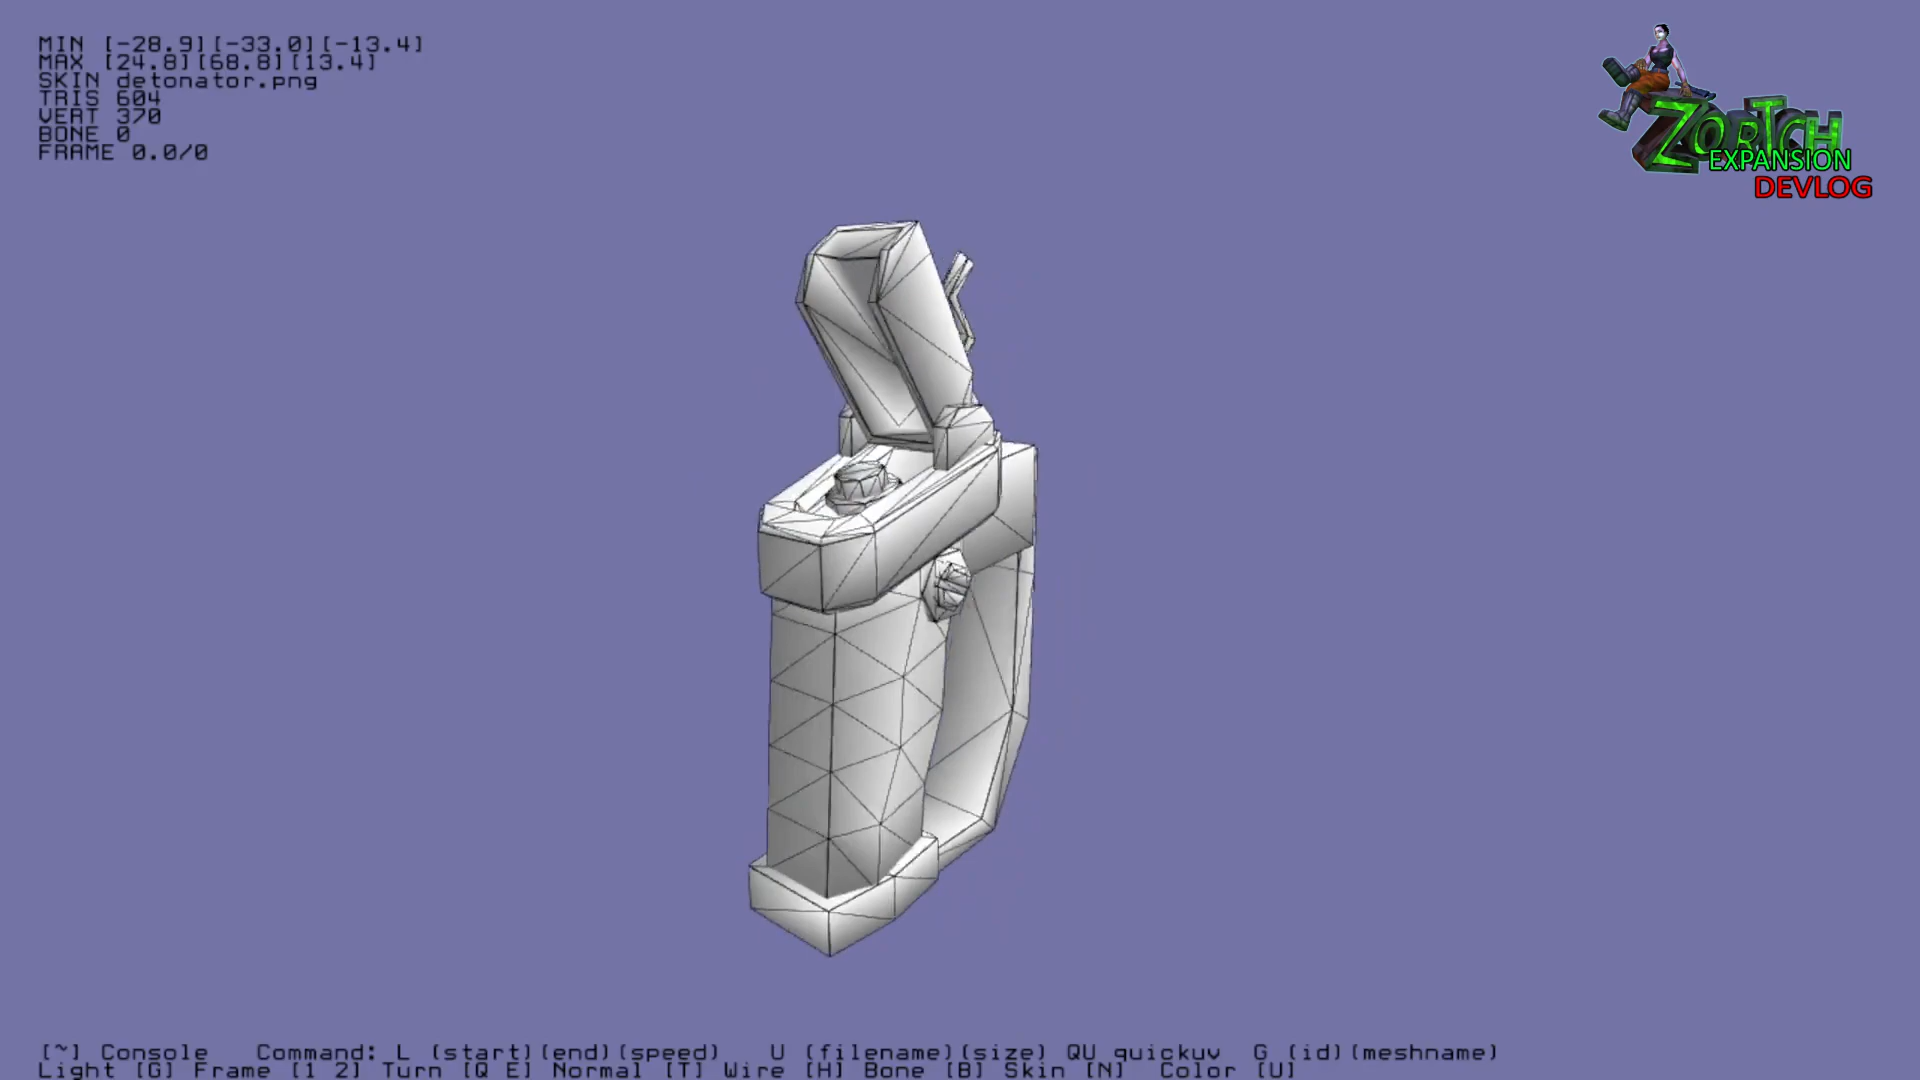 MIN [-28.9][-33.0][-13.4]
MAX [24.8][68.8][13.4]
SKIN detonator.png
TRIS 604
VERT 370
BONE 0
FRAME 0.0/0
ZORTCH
EXPANSION
DEVLOG
[~] Console Command: L (start)(end)(speed) U (filename)(size) QU quickuv G (id)(meshname)
Light [G] Frame [1 2] Turn [Q E] Normal [T] Wire [H] Bone [B] Skin [N] Color [U]